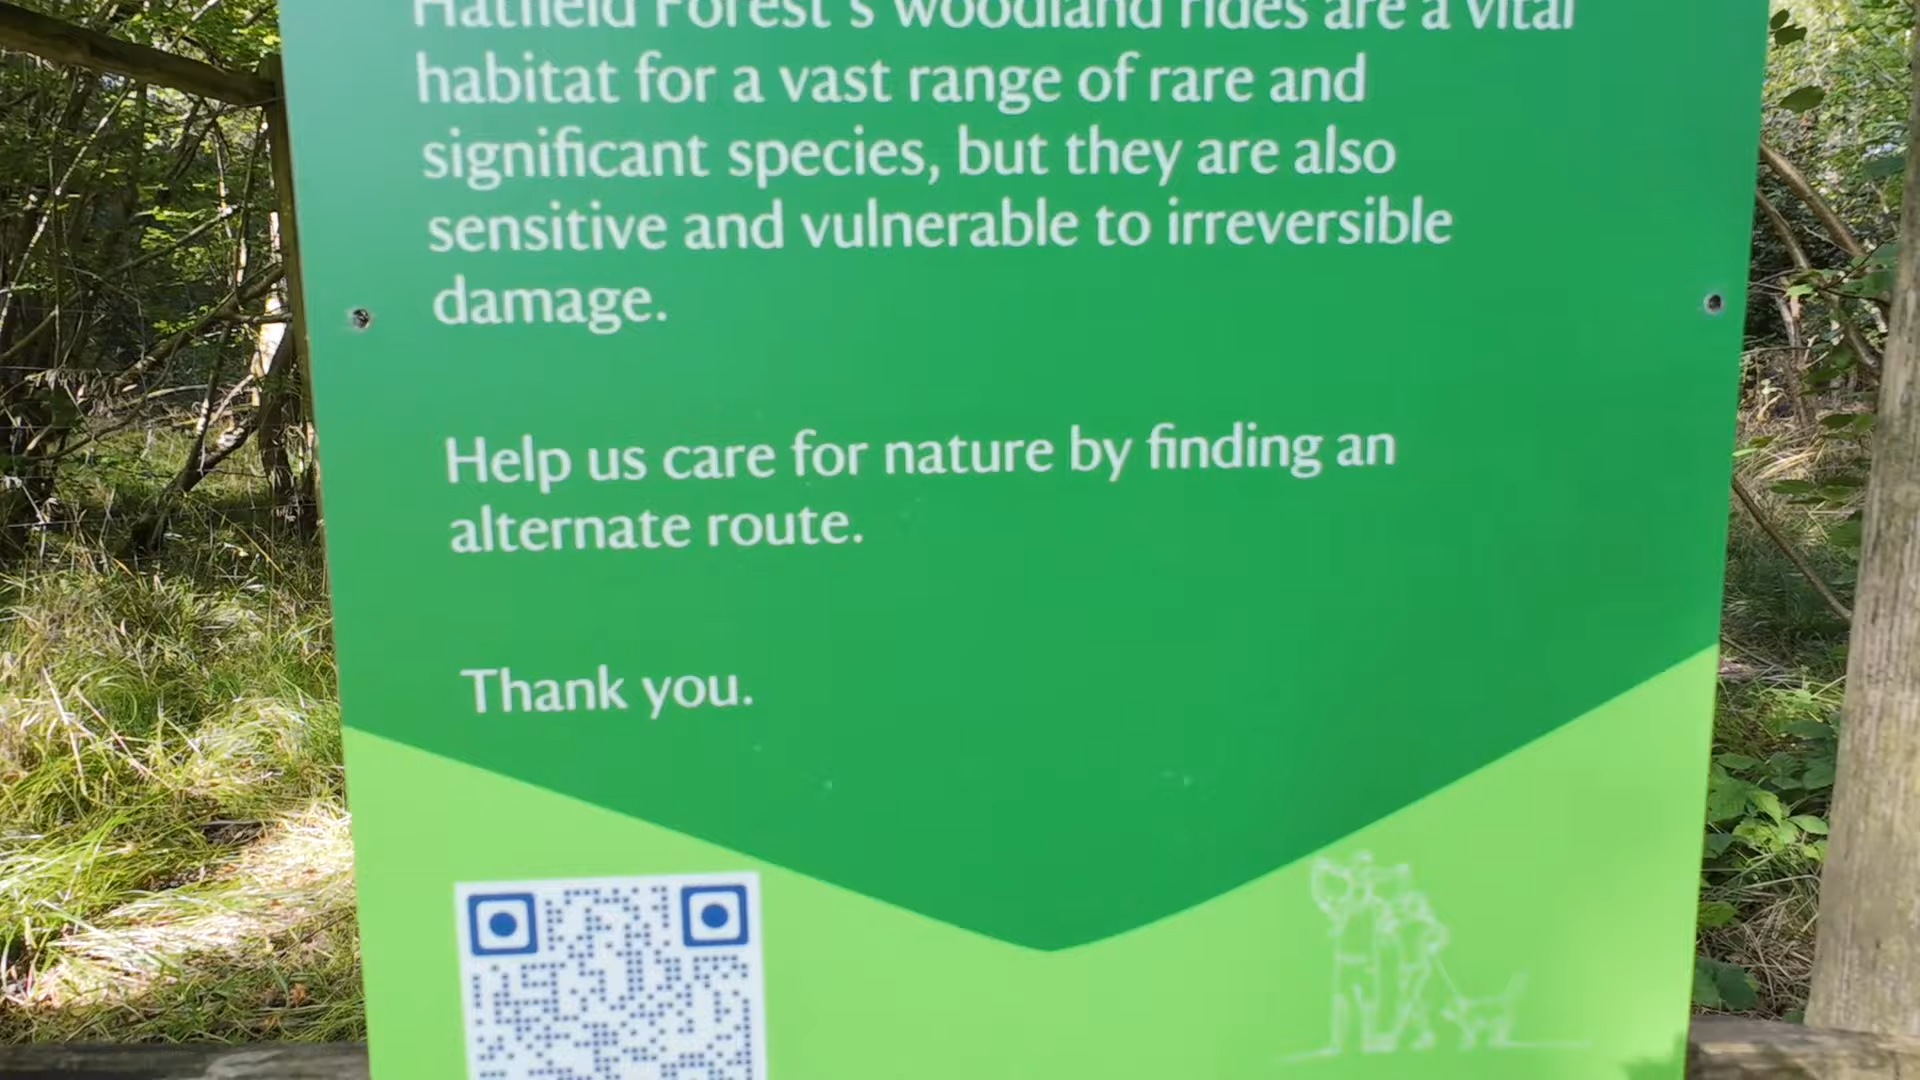 Hatfield Forest's woodland rides are a vital
habitat for a vast range of rare and
significant species, but they are also
sensitive and vulnerable to irreversible
damage.
Help us care for nature by finding an
alternate route.
Thank you.